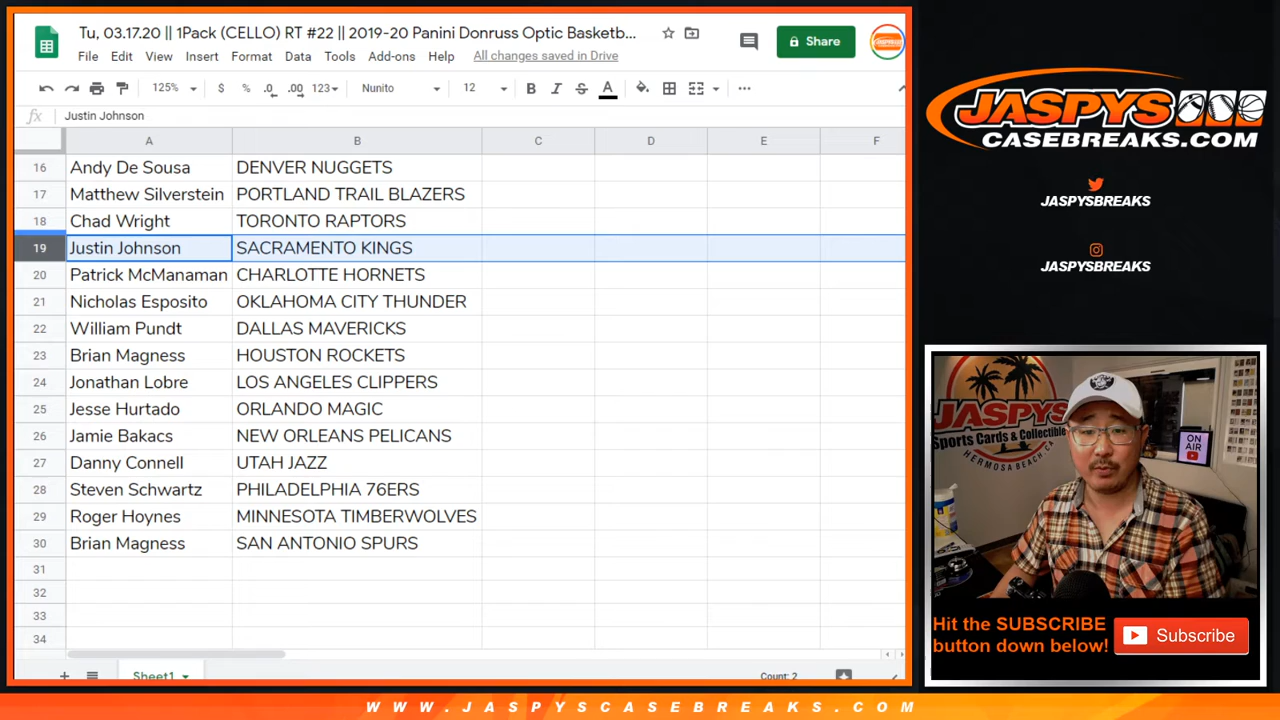 Tu, 03.17.20 || 1Pack (CELLO) RT #22 || 2019-20 Panini Donruss Optic Basketb...
Share
File Edit View Insert Format Data Tools Add-ons Help All changes saved in Drive
125% $ % .0 .00 123 Nunito 12 B I S A
fx Justin Johnson
A B C D E F
16 Andy De Sousa DENVER NUGGETS
17 Matthew Silverstein PORTLAND TRAIL BLAZERS
18 Chad Wright TORONTO RAPTORS
19 Justin Johnson SACRAMENTO KINGS
20 Patrick McManaman CHARLOTTE HORNETS
21 Nicholas Esposito OKLAHOMA CITY THUNDER
22 William Pundt DALLAS MAVERICKS
23 Brian Magness HOUSTON ROCKETS
24 Jonathan Lobre LOS ANGELES CLIPPERS
25 Jesse Hurtado ORLANDO MAGIC
26 Jamie Bakacs NEW ORLEANS PELICANS
27 Danny Connell UTAH JAZZ
28 Steven Schwartz PHILADELPHIA 76ERS
29 Roger Hoynes MINNESOTA TIMBERWOLVES
30 Brian Magness SAN ANTONIO SPURS
31
32
33
34
Sheet1
Count: 2
JASPYS
CASEBREAKS.COM
JASPYSBREAKS
JASPYSBREAKS
JASPYS
Sports Cards & Collectibles
HERMOSA BEACH, CA
ON
AIR
Hit the SUBSCRIBE
button down below!
Subscribe
WWW.JASPYSCASEBREAKS.COM